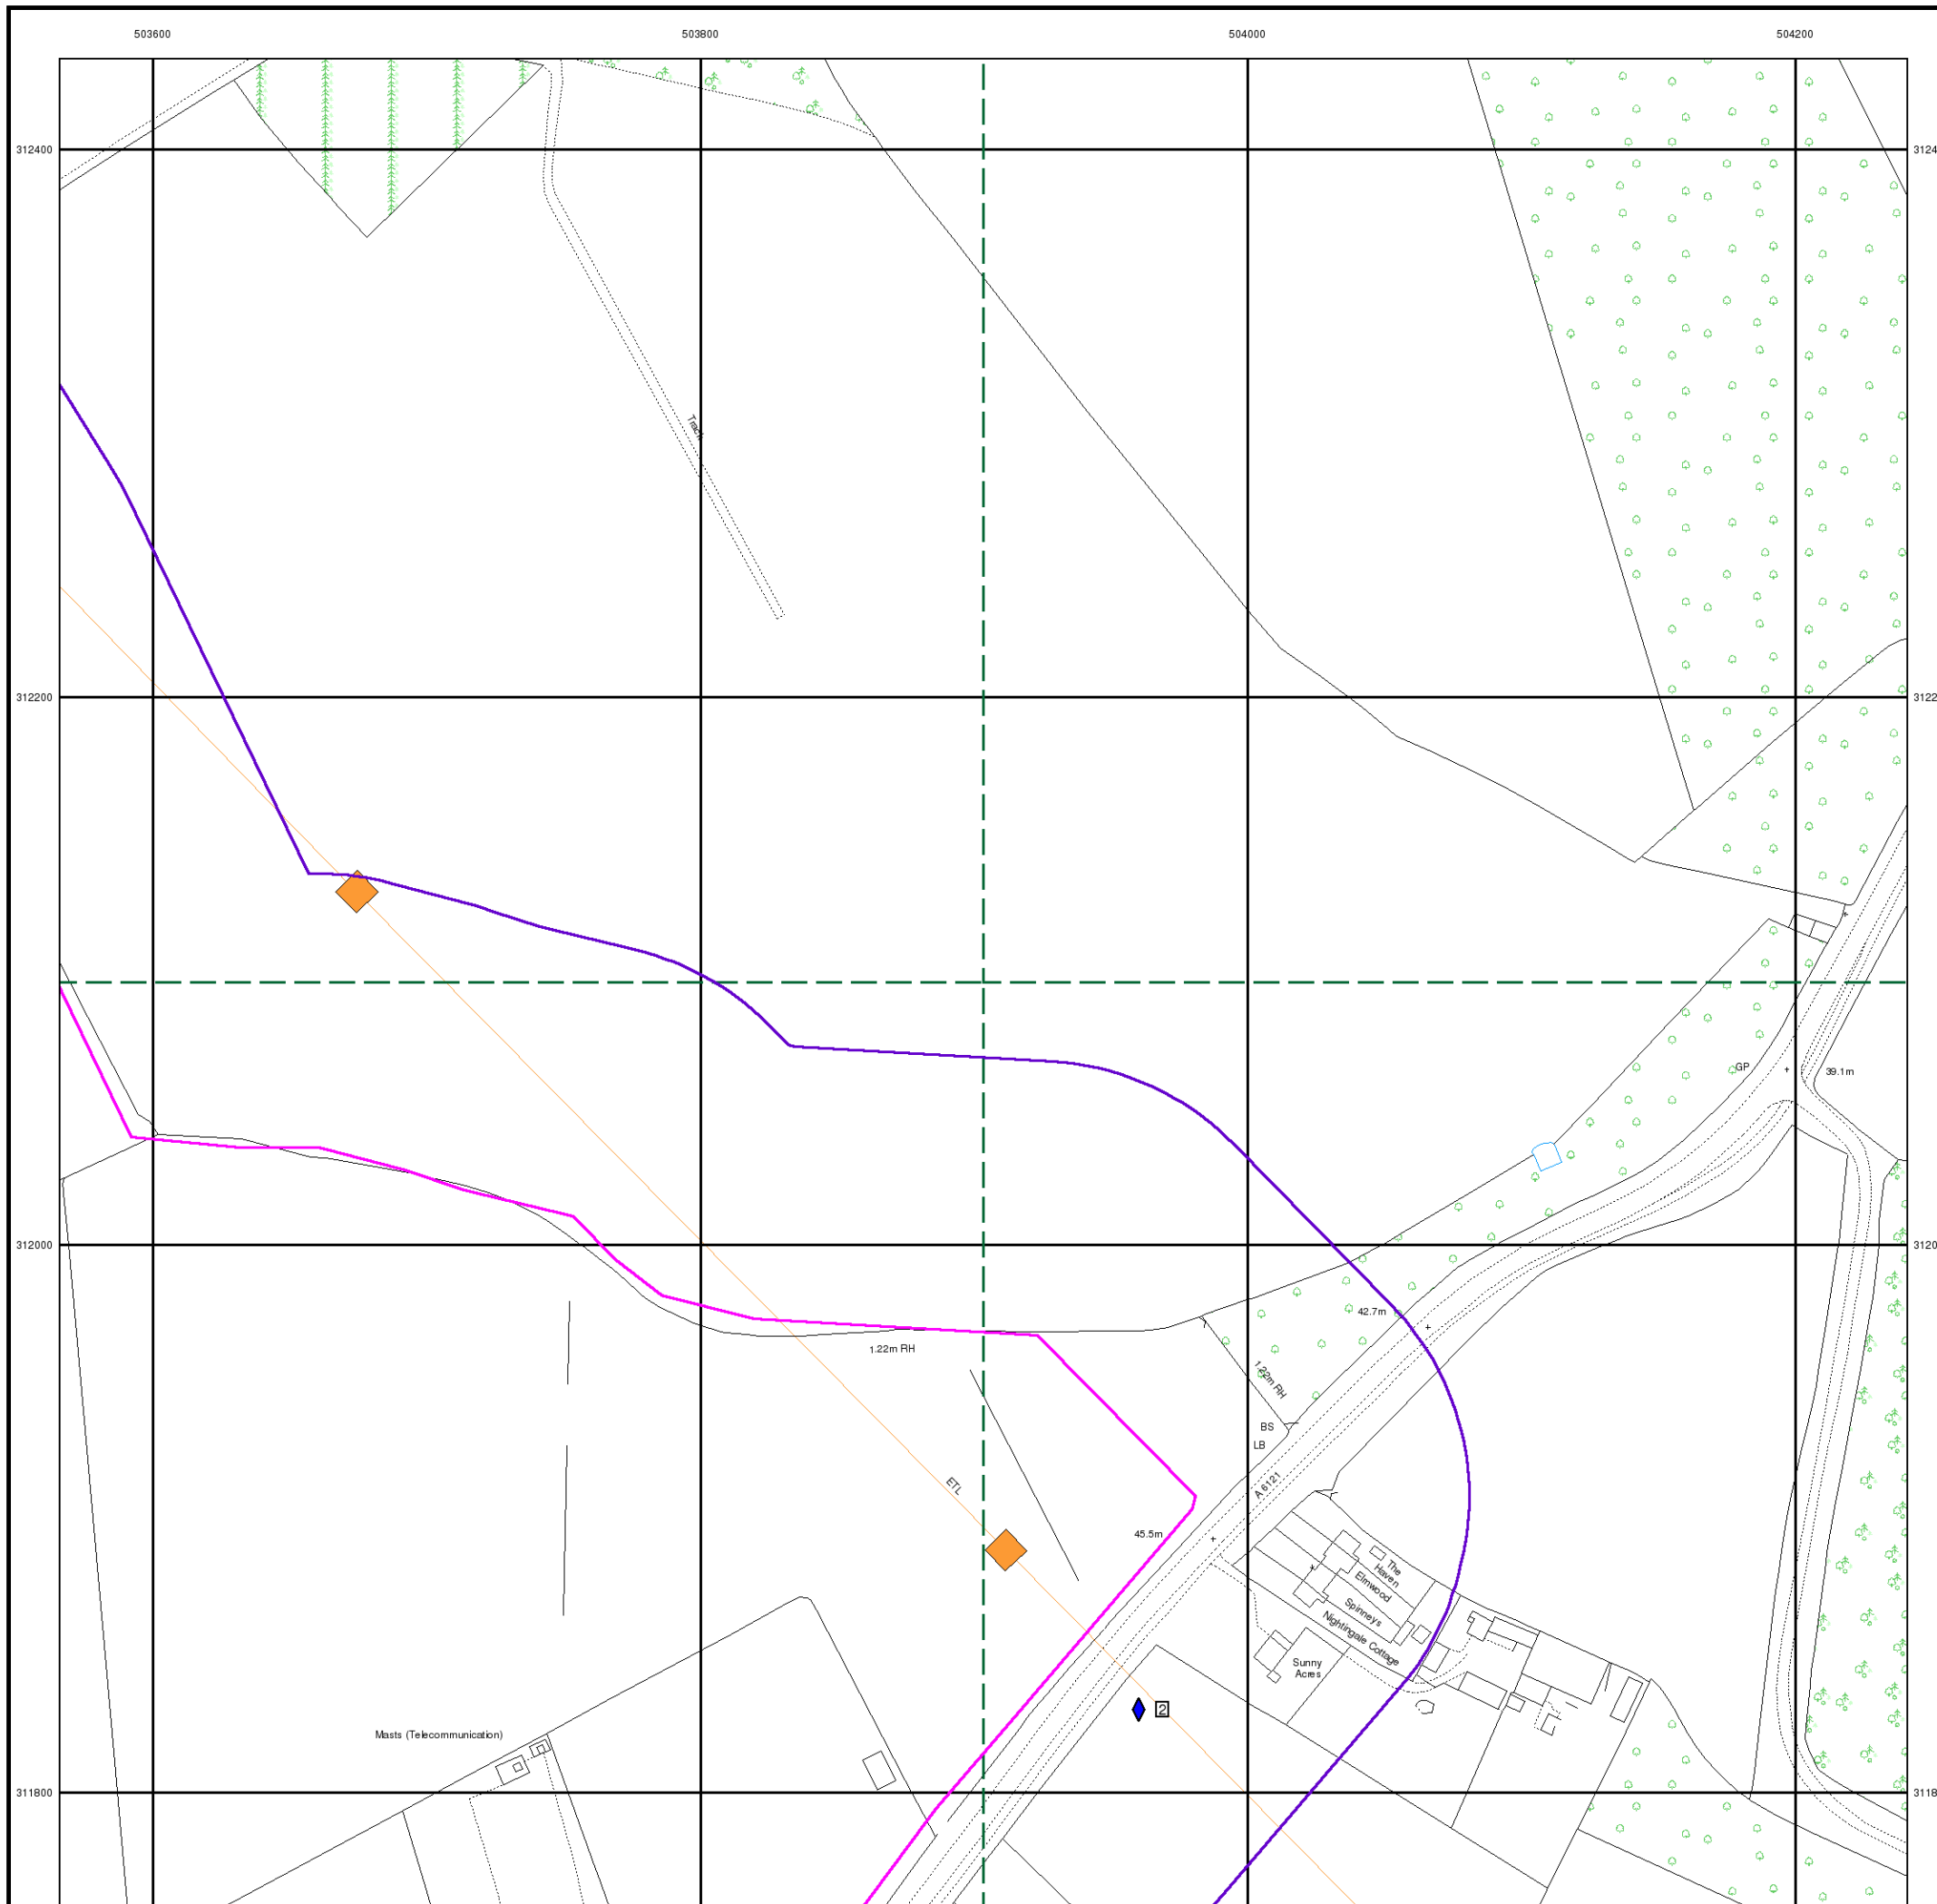 503600 503800 504000 504200
312400
Track
312200
GP
39.1m
312000
42.7m
1.22m RH
1.22m RH
BS
LB
A 6121
ETL
45.5m
The
Haven
Elmwood
Spinneys
Nightingale Cottage
Sunny
Acres
2
Masts (Telecommunication)
311800